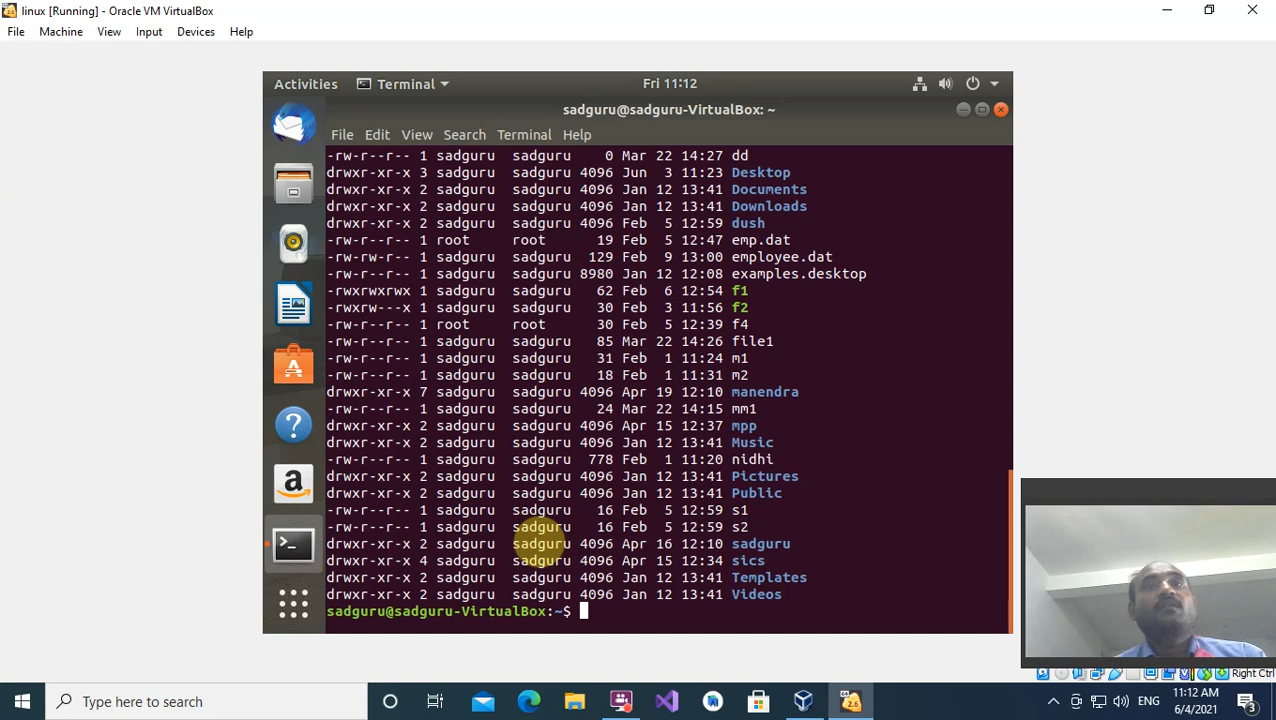 linux [Running] - Oracle VM VirtualBox
File Machine View Input Devices Help
Activities Terminal Fri 11:12
sadguru@sadguru-VirtualBox: ~
File Edit View Search Terminal Help
-rw-r--r-- 1 sadguru sadguru 0 Mar 22 14:27 dd
drwxr-xr-x 3 sadguru sadguru 4096 Jun 3 11:23 Desktop
drwxr-xr-x 2 sadguru sadguru 4096 Jan 12 13:41 Documents
drwxr-xr-x 2 sadguru sadguru 4096 Jan 12 13:41 Downloads
drwxr-xr-x 2 sadguru sadguru 4096 Feb 5 12:59 dush
-rw-r--r-- 1 root root 19 Feb 5 12:47 emp.dat
-rw-rw-r-- 1 sadguru sadguru 129 Feb 9 13:00 employee.dat
-rw-r--r-- 1 sadguru sadguru 8980 Jan 12 12:08 examples.desktop
-rwxrwxrwx 1 sadguru sadguru 62 Feb 6 12:54 f1
-rwxrw---x 1 sadguru sadguru 30 Feb 3 11:56 f2
-rw-r--r-- 1 root root 30 Feb 5 12:39 f4
-rw-r--r-- 1 sadguru sadguru 85 Mar 22 14:26 file1
-rw-r--r-- 1 sadguru sadguru 31 Feb 1 11:24 m1
-rw-r--r-- 1 sadguru sadguru 18 Feb 1 11:31 m2
drwxr-xr-x 7 sadguru sadguru 4096 Apr 19 12:10 manendra
-rw-r--r-- 1 sadguru sadguru 24 Mar 22 14:15 mm1
drwxr-xr-x 2 sadguru sadguru 4096 Apr 15 12:37 mpp
drwxr-xr-x 2 sadguru sadguru 4096 Jan 12 13:41 Music
-rw-r--r-- 1 sadguru sadguru 778 Feb 1 11:20 nidhi
drwxr-xr-x 2 sadguru sadguru 4096 Jan 12 13:41 Pictures
drwxr-xr-x 2 sadguru sadguru 4096 Jan 12 13:41 Public
-rw-r--r-- 1 sadguru sadguru 16 Feb 5 12:59 s1
-rw-r--r-- 1 sadguru sadguru 16 Feb 5 12:59 s2
drwxr-xr-x 2 sadguru sadguru 4096 Apr 16 12:10 sadguru
drwxr-xr-x 4 sadguru sadguru 4096 Apr 15 12:34 sics
drwxr-xr-x 2 sadguru sadguru 4096 Jan 12 13:41 Templates
drwxr-xr-x 2 sadguru sadguru 4096 Jan 12 13:41 Videos
sadguru@sadguru-VirtualBox:~$
Right Ctrl
Type here to search
ENG
11:12 AM
6/4/2021
3